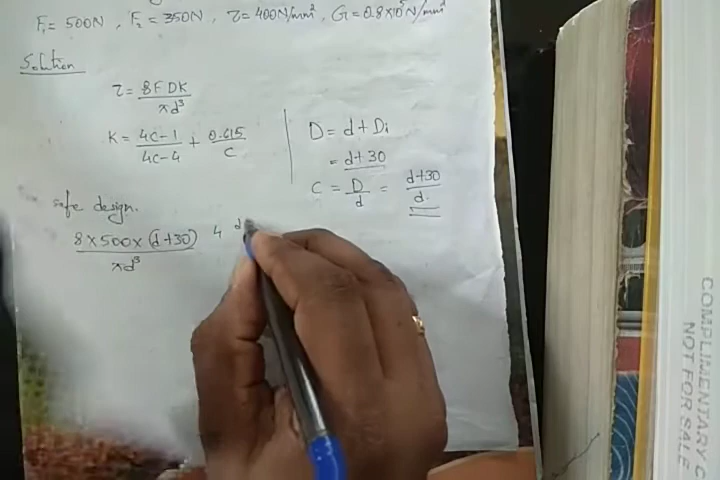 F₁ = 500N , F₂ = 350N , τ = 400N/mm² , G = 0.8×10⁵N/mm²
Solution
τ = 8FDK / πd³
K = 4C-1 / 4C-4 + 0.615 / C
D = d + Di
= d+30
C = D / d = d+30 / d
safe design.
8×500×(d+30) / πd³ 4 d
COMPLIMENTARY C
NOT FOR SALE